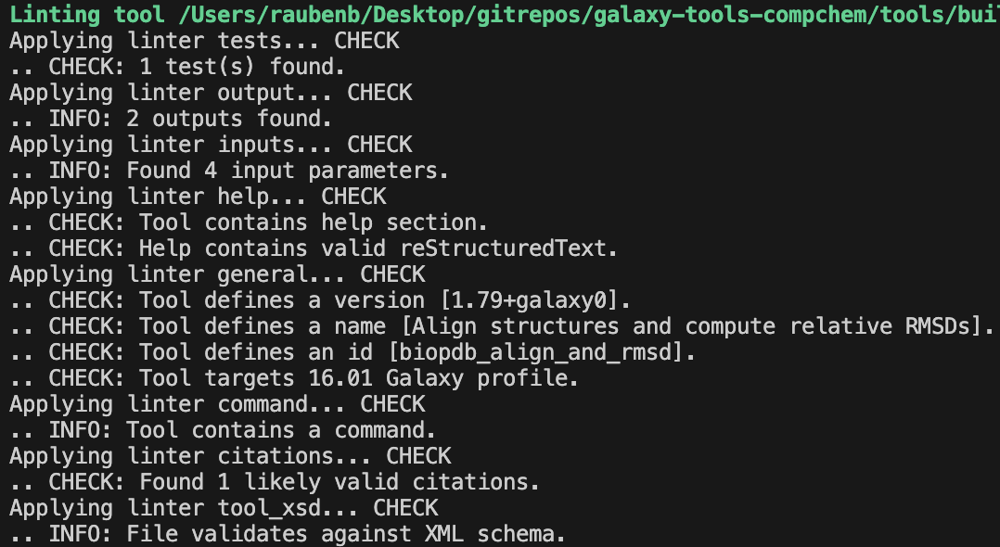 Linting tool /Users/raubenb/Desktop/gitrepos/galaxy-tools-compchem/tools/buil
Applying linter tests... CHECK
.. CHECK: 1 test(s) found.
Applying linter output... CHECK
.. INFO: 2 outputs found.
Applying linter inputs... CHECK
.. INFO: Found 4 input parameters.
Applying linter help... CHECK
.. CHECK: Tool contains help section.
.. CHECK: Help contains valid reStructuredText.
Applying linter general... CHECK
.. CHECK: Tool defines a version [1.79+galaxy0].
.. CHECK: Tool defines a name [Align structures and compute relative RMSDs].
.. CHECK: Tool defines an id [biopdb_align_and_rmsd].
.. CHECK: Tool targets 16.01 Galaxy profile.
Applying linter command... CHECK
.. INFO: Tool contains a command.
Applying linter citations... CHECK
.. CHECK: Found 1 likely valid citations.
Applying linter tool_xsd... CHECK
.. INFO: File validates against XML schema.